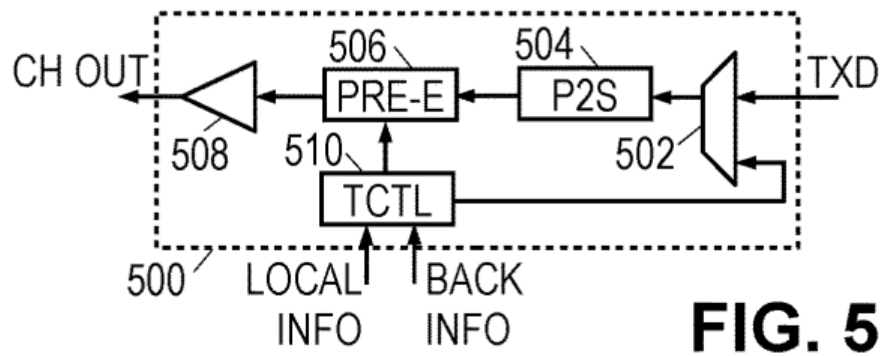 506
504
CH OUT
TXD
PRE-E
P2S
508
510
502
TCTL
500
LOCAL INFO
BACK INFO
FIG. 5